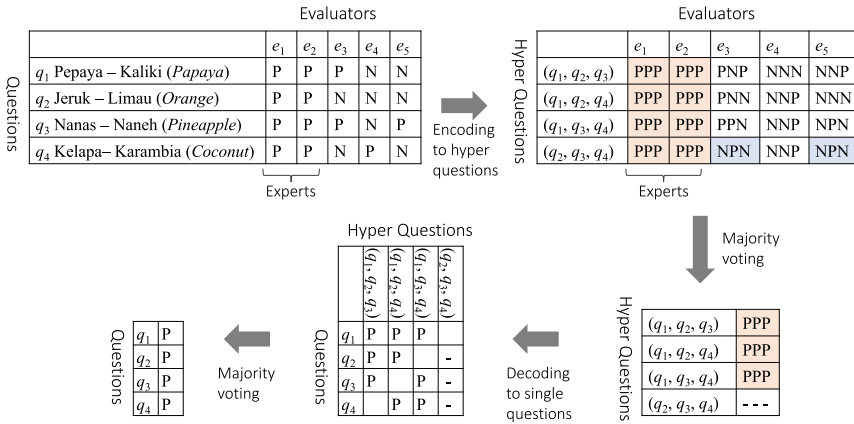 Evaluators
e1 e2 e3 e4 e5
Questions
q1 Pepaya – Kaliki (Papaya) P P P N N
q2 Jeruk – Limau (Orange) P P N N N
q3 Nanas – Naneh (Pineapple) P P P N P
q4 Kelapa– Karambia (Coconut) P P N P N
Experts
Encoding
to hyper
questions
Evaluators
e1 e2 e3 e4 e5
Hyper Questions
(q1, q2, q3) PPP PPP PNP NNN NNP
(q1, q2, q4) PPP PPP PNN NNP NNN
(q1, q3, q4) PPP PPP PPN NNP NPN
(q2, q3, q4) PPP PPP NPN NNP NPN
Experts
Majority
voting
Hyper Questions
(q1, q2, q3) PPP
(q1, q2, q4) PPP
(q1, q3, q4) PPP
(q2, q3, q4) - - -
Decoding
to single
questions
Hyper Questions
(q1, q2, q3) (q1, q2, q4) (q1, q3, q4) (q2, q3, q4)
Questions
q1 P P P
q2 P P -
q3 P P -
q4 P P -
Majority
voting
Questions
q1 P
q2 P
q3 P
q4 P